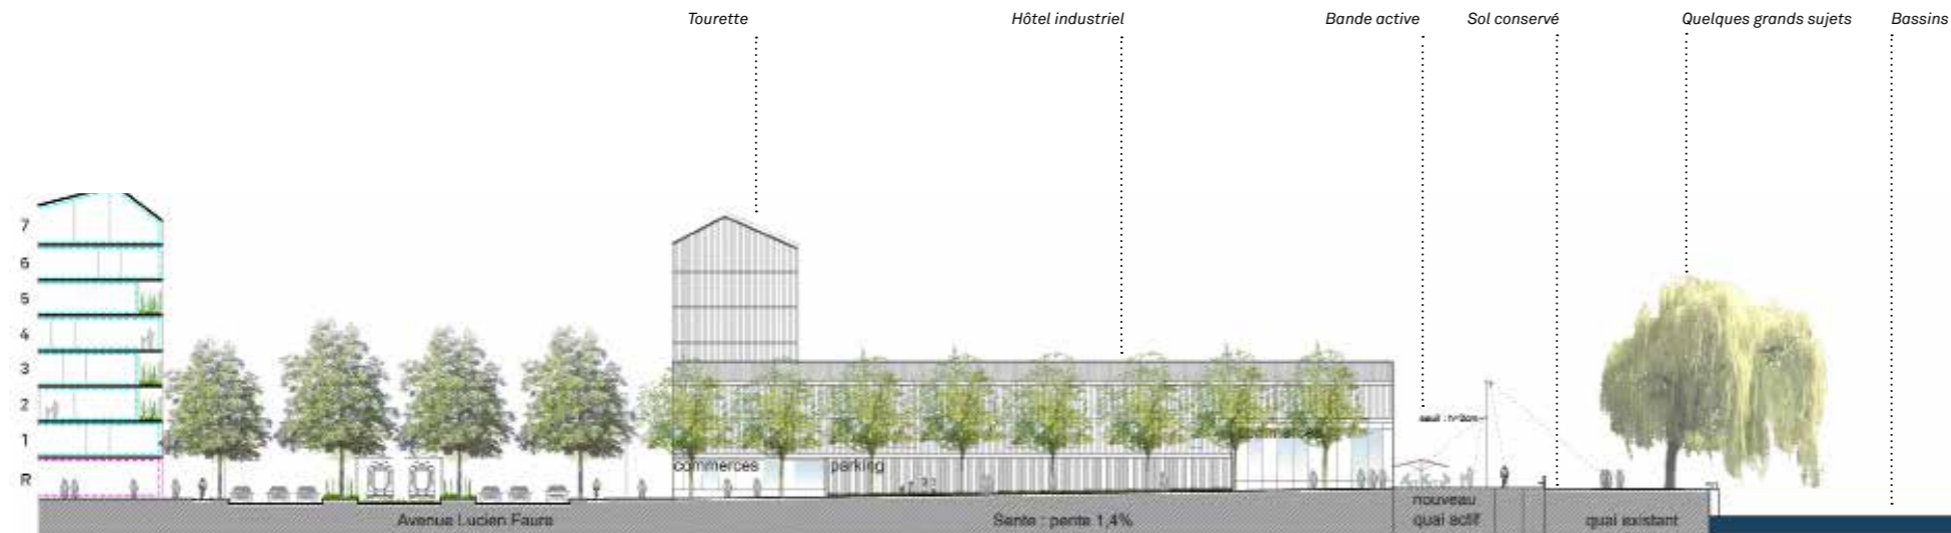 Tourette
Hôtel industriel
Bande active
Sol conservé
Quelques grands sujets
Bassins
7
6
5
4
3
2
1
R
commerces
parking
Avenue Lucien Faure
Sente : pente 1,4%
nouveau
quai actif
quai existant